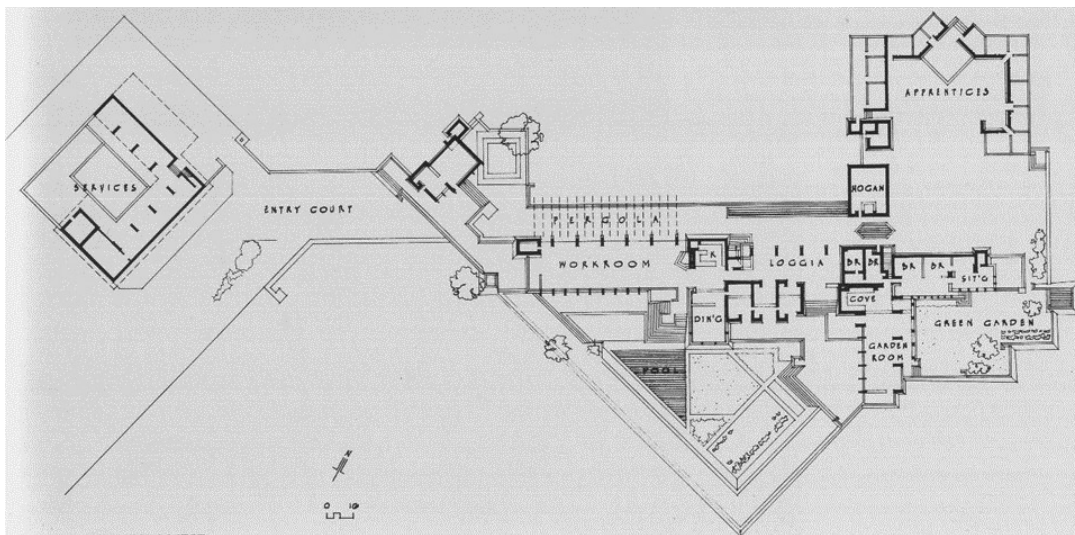 APPRENTICES
SERVICES
HOGAN
ENTRY COURT
PERGOLA
WORKROOM
K
LOGGIA
BR
BR
BR
BR
SIT'G
COVE
DIN'G
GREEN GARDEN
GARDEN
ROOM
POOL
N
0 10